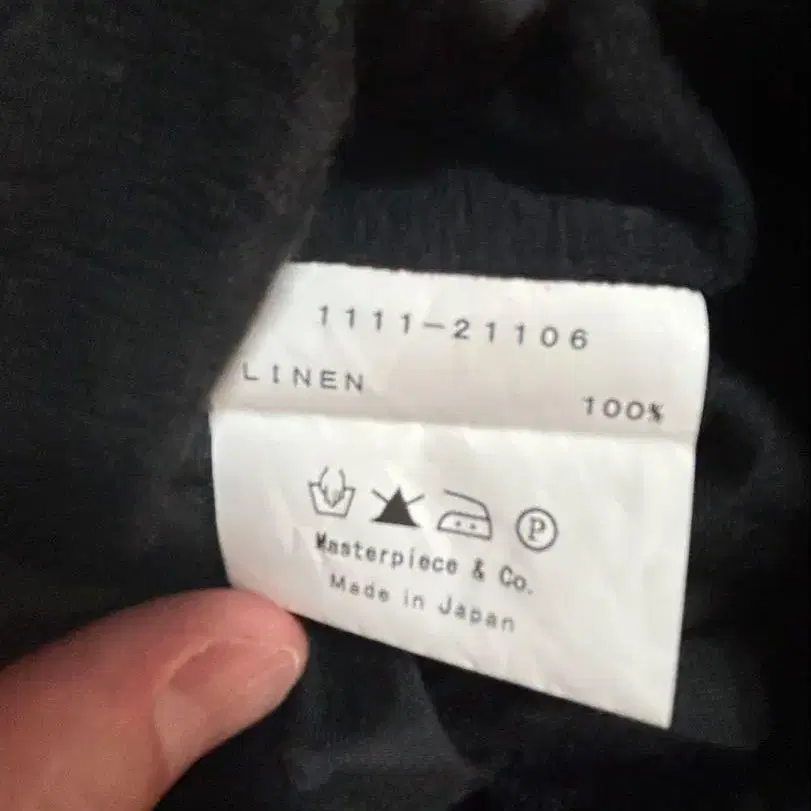 1111-21106
LINEN 100%
P
Masterpiece & Co.
Made in Japan